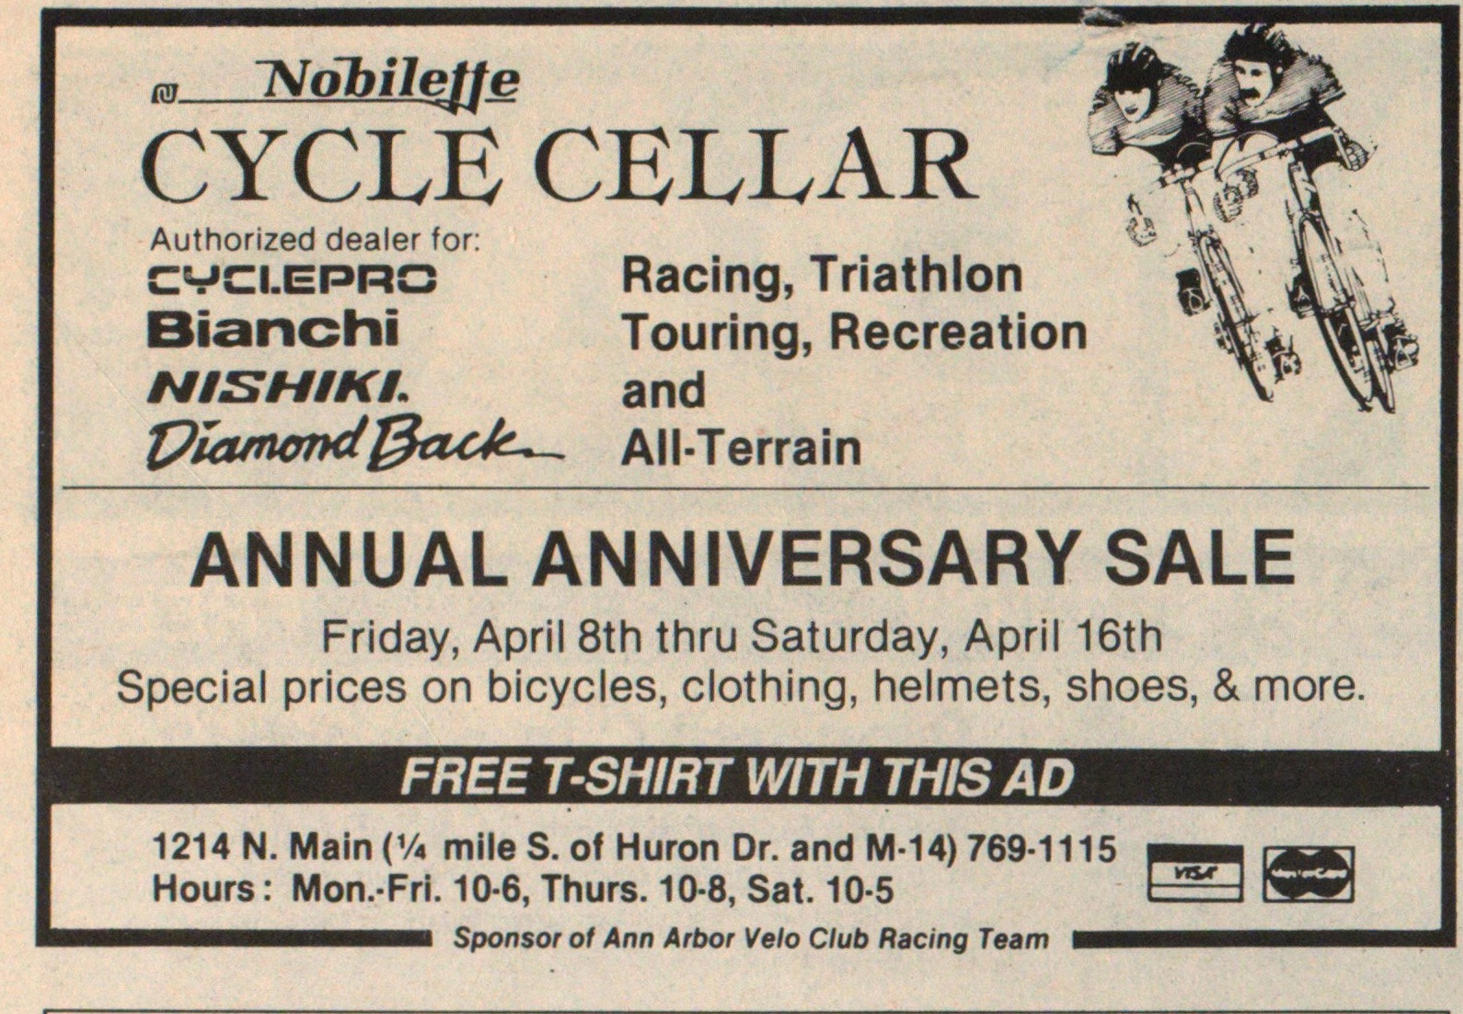 Nobilette
CYCLE CELLAR
Authorized dealer for:
CYCLEPRO
Bianchi
NISHIKI.
Diamond Back
Racing, Triathlon
Touring, Recreation
and
All-Terrain
ANNUAL ANNIVERSARY SALE
Friday, April 8th thru Saturday, April 16th
Special prices on bicycles, clothing, helmets, shoes, & more.
FREE T-SHIRT WITH THIS AD
1214 N. Main (¼ mile S. of Huron Dr. and M-14) 769-1115
Hours: Mon.-Fri. 10-6, Thurs. 10-8, Sat. 10-5
VISA
Sponsor of Ann Arbor Velo Club Racing Team